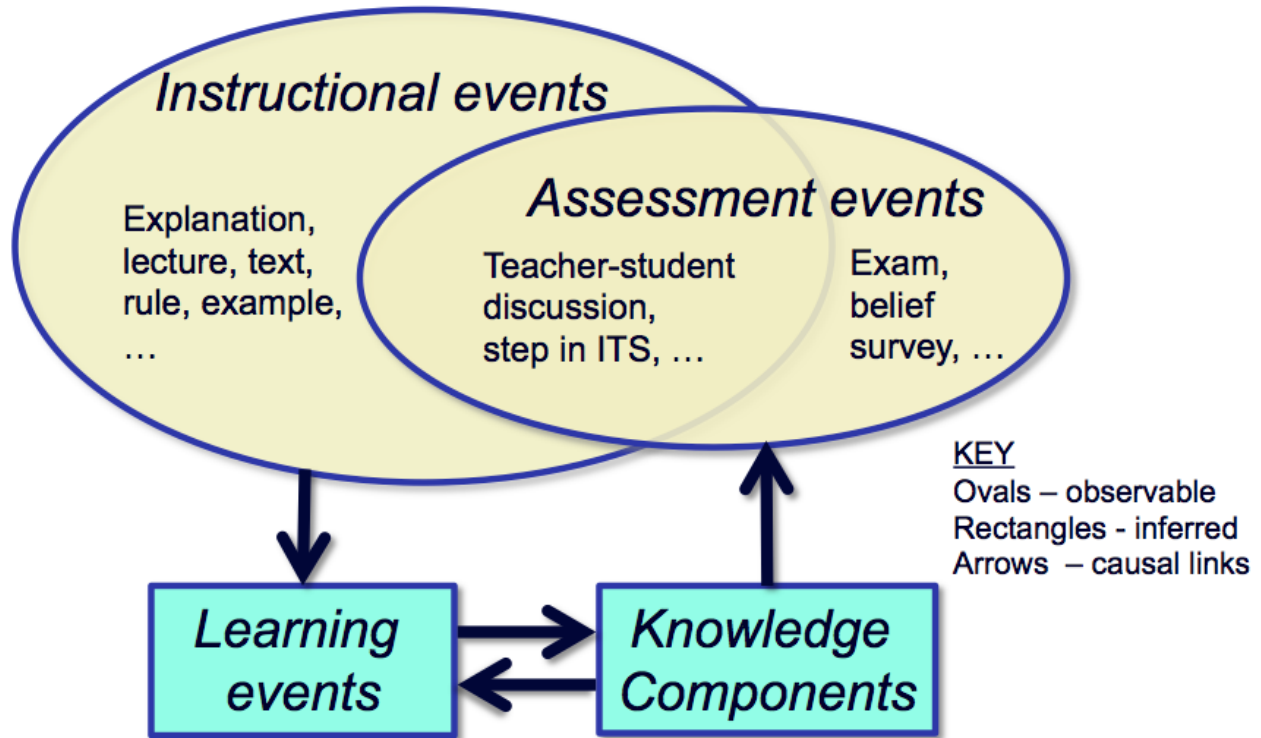 Instructional events
Assessment events
Explanation,
lecture, text,
rule, example,
…
Teacher-student
discussion,
step in ITS, …
Exam,
belief
survey, …
KEY
Ovals – observable
Rectangles - inferred
Arrows – causal links
Learning
events
Knowledge
Components